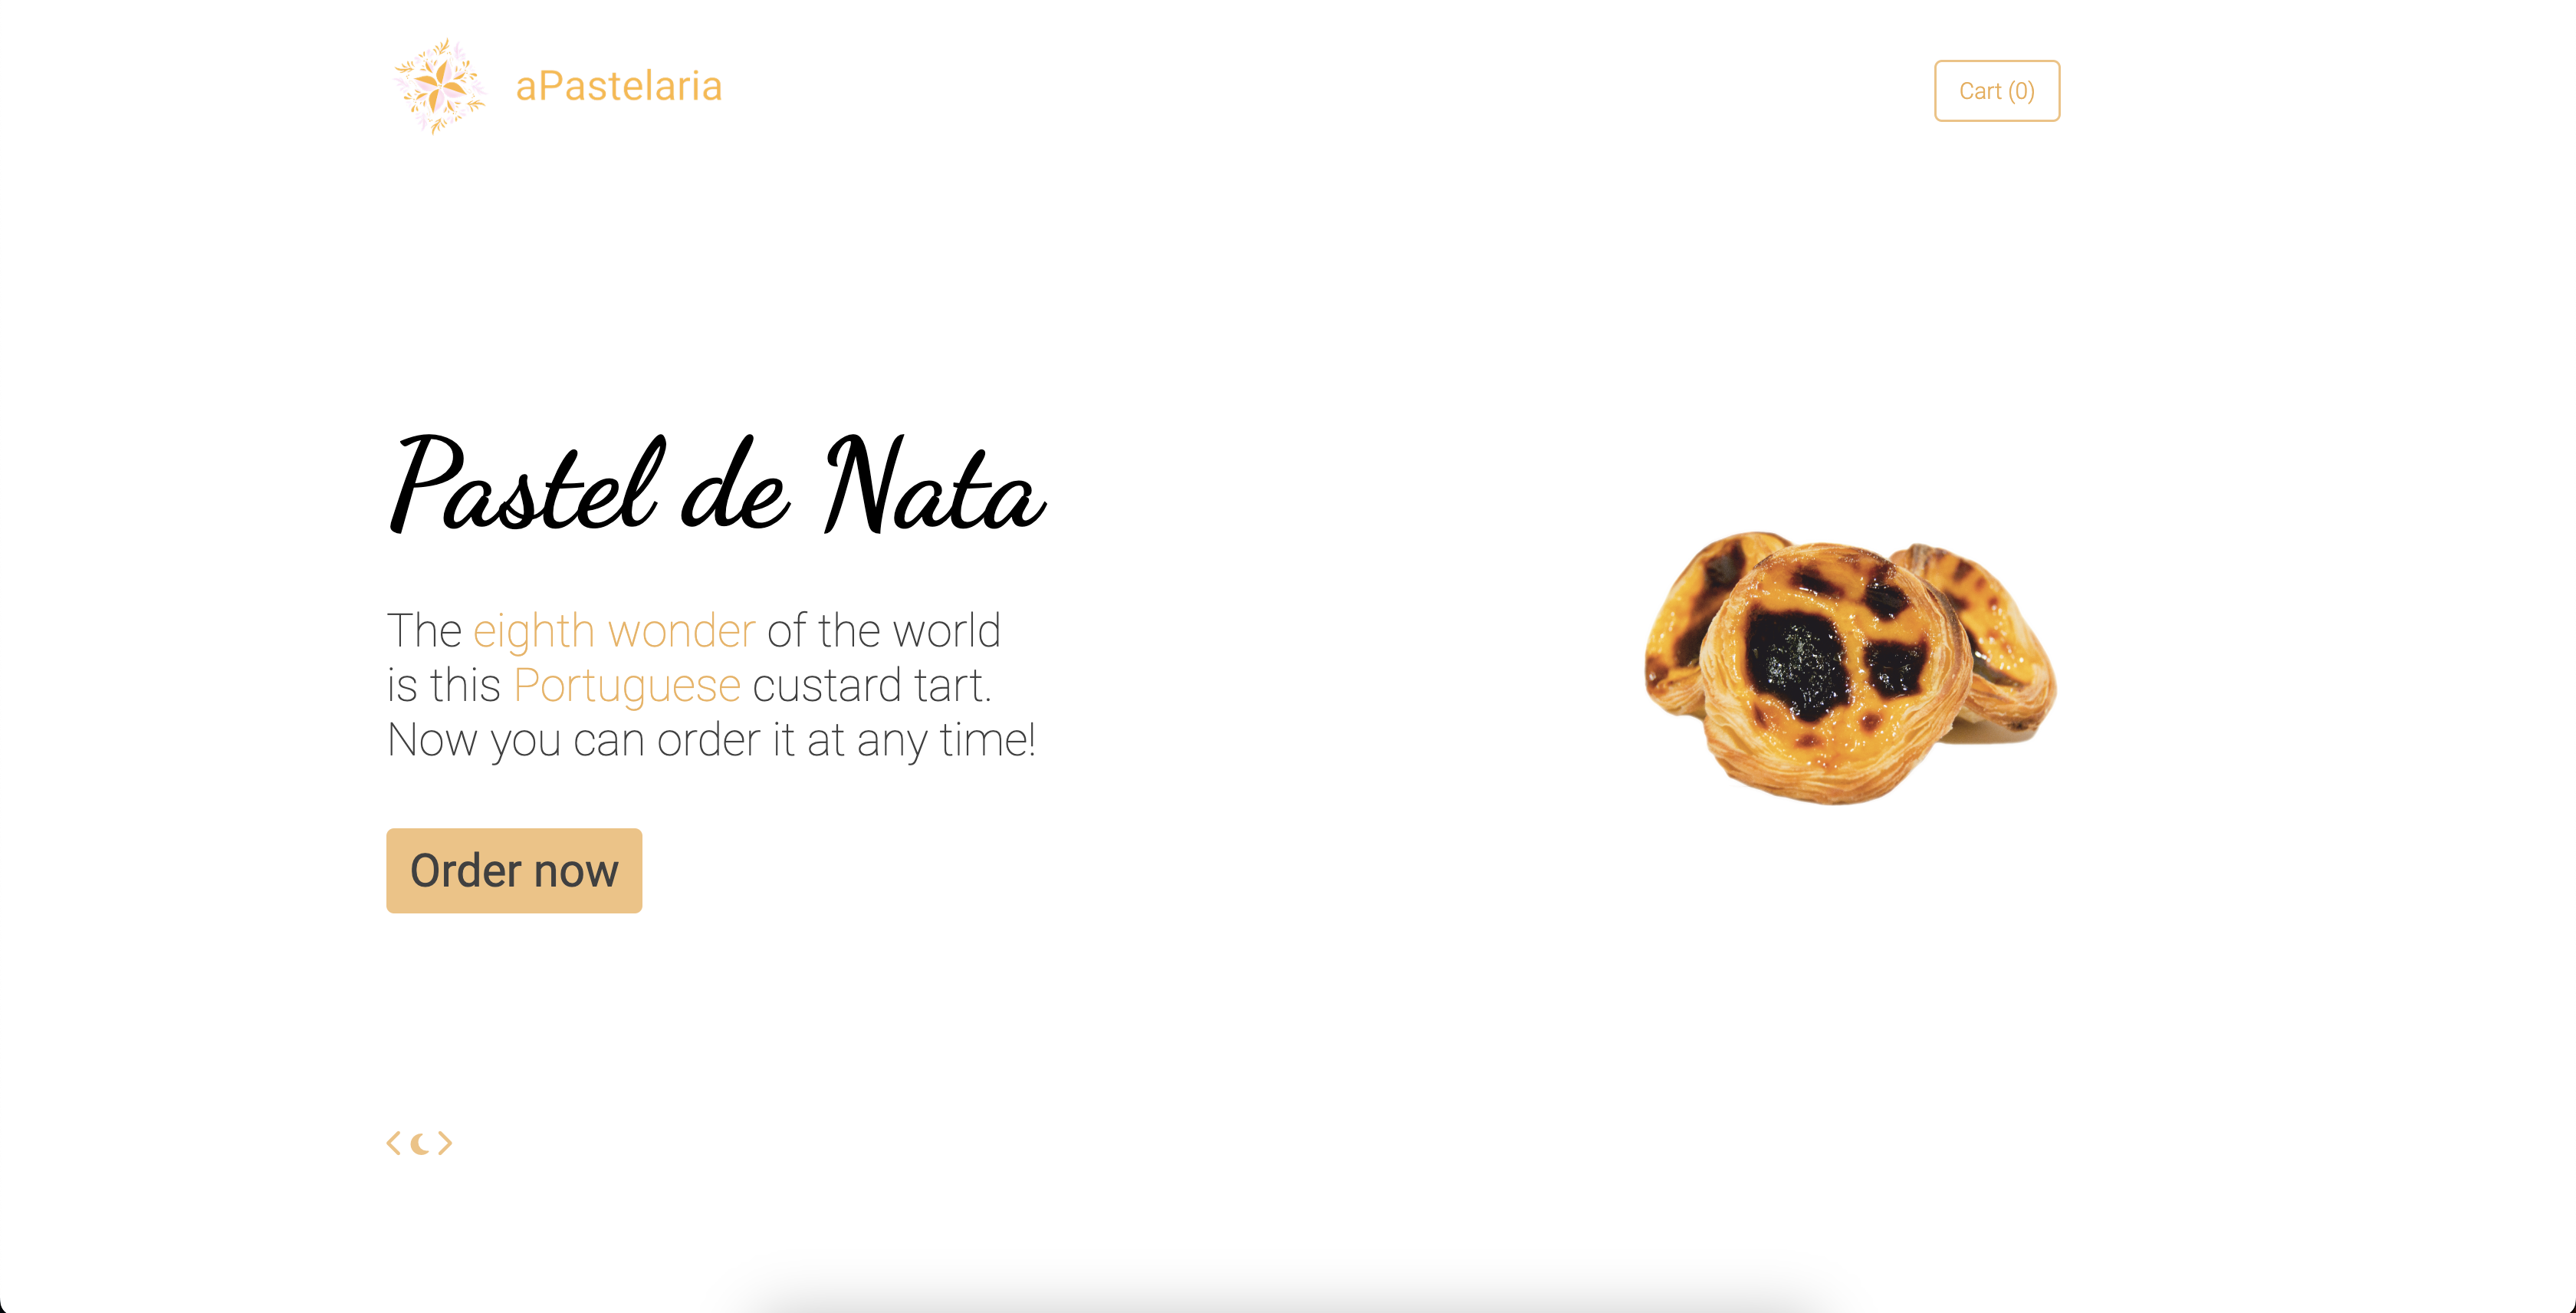 aPastelaria
Cart (0)
Pastel de Nata
The eighth wonder of the world
is this Portuguese custard tart.
Now you can order it at any time!
Order now